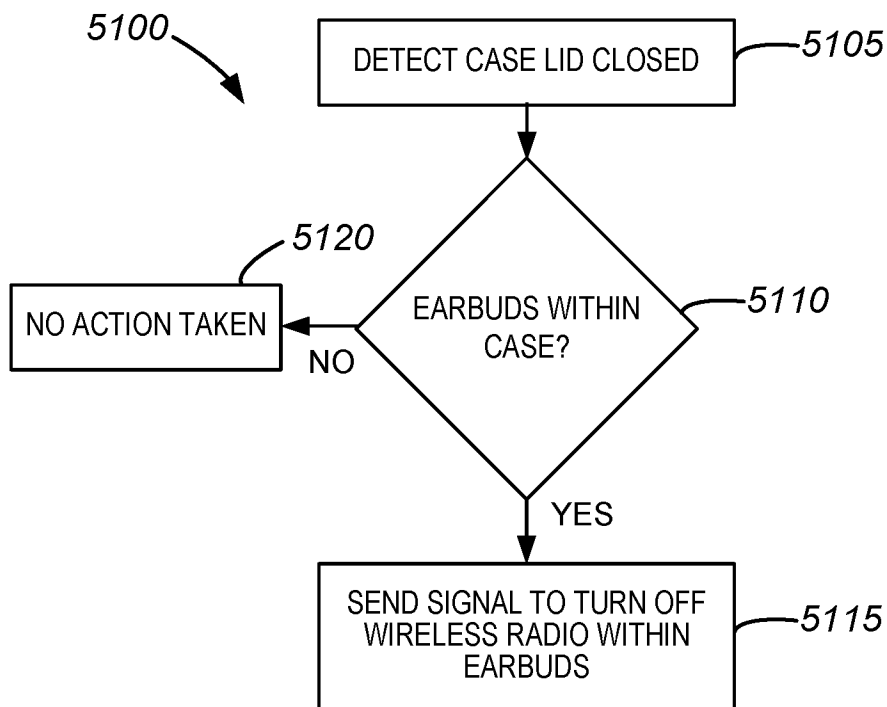 5100
DETECT CASE LID CLOSED
5105
5120
NO ACTION TAKEN
NO
EARBUDS WITHIN
CASE?
5110
YES
SEND SIGNAL TO TURN OFF
WIRELESS RADIO WITHIN
EARBUDS
5115